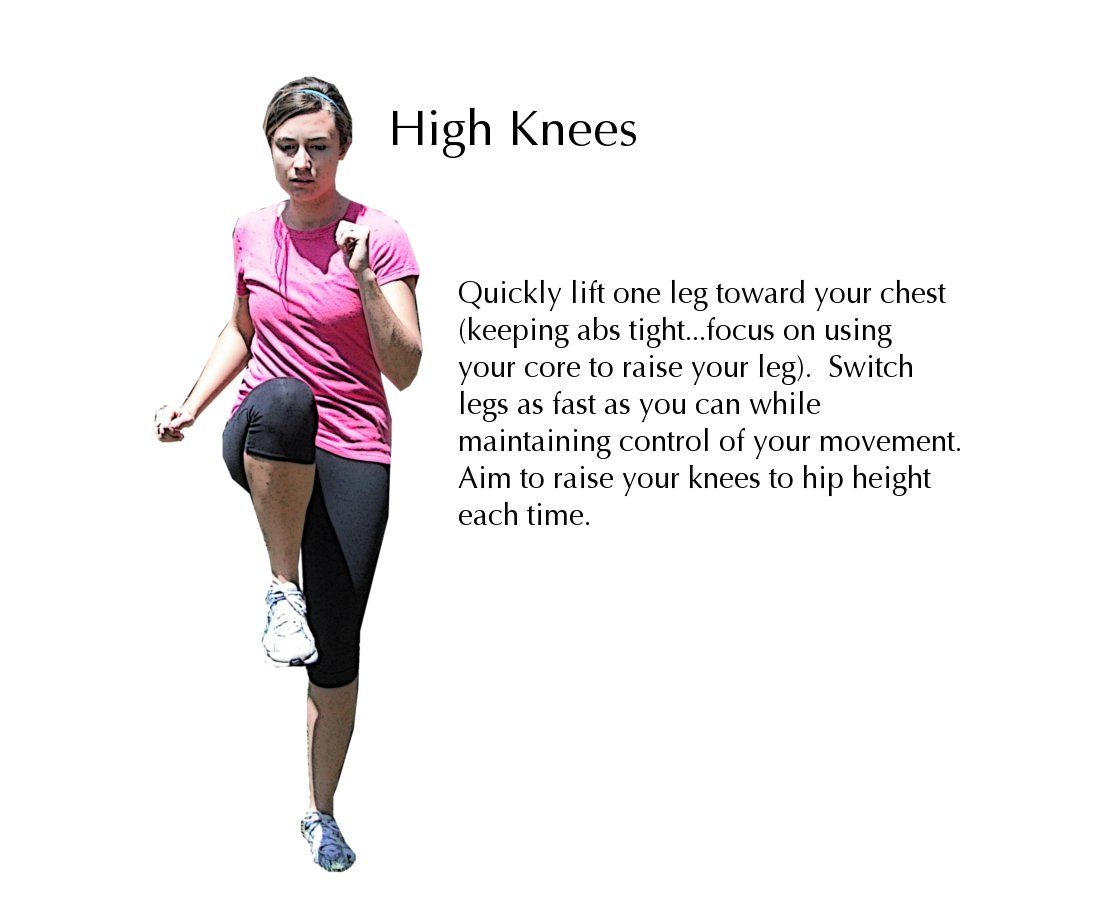 High Knees
Quickly lift one leg toward your chest
(keeping abs tight...focus on using
your core to raise your leg).  Switch
legs as fast as you can while
maintaining control of your movement.
Aim to raise your knees to hip height
each time.